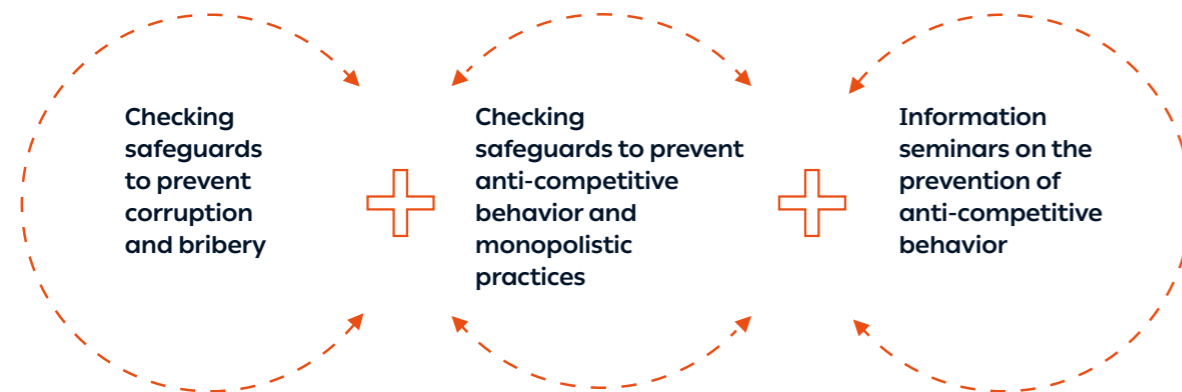 Checking
safeguards
to prevent
corruption
and bribery
Checking
safeguards to prevent
anti-competitive
behavior and
monopolistic
practices
Information
seminars on the
prevention of
anti-competitive
behavior